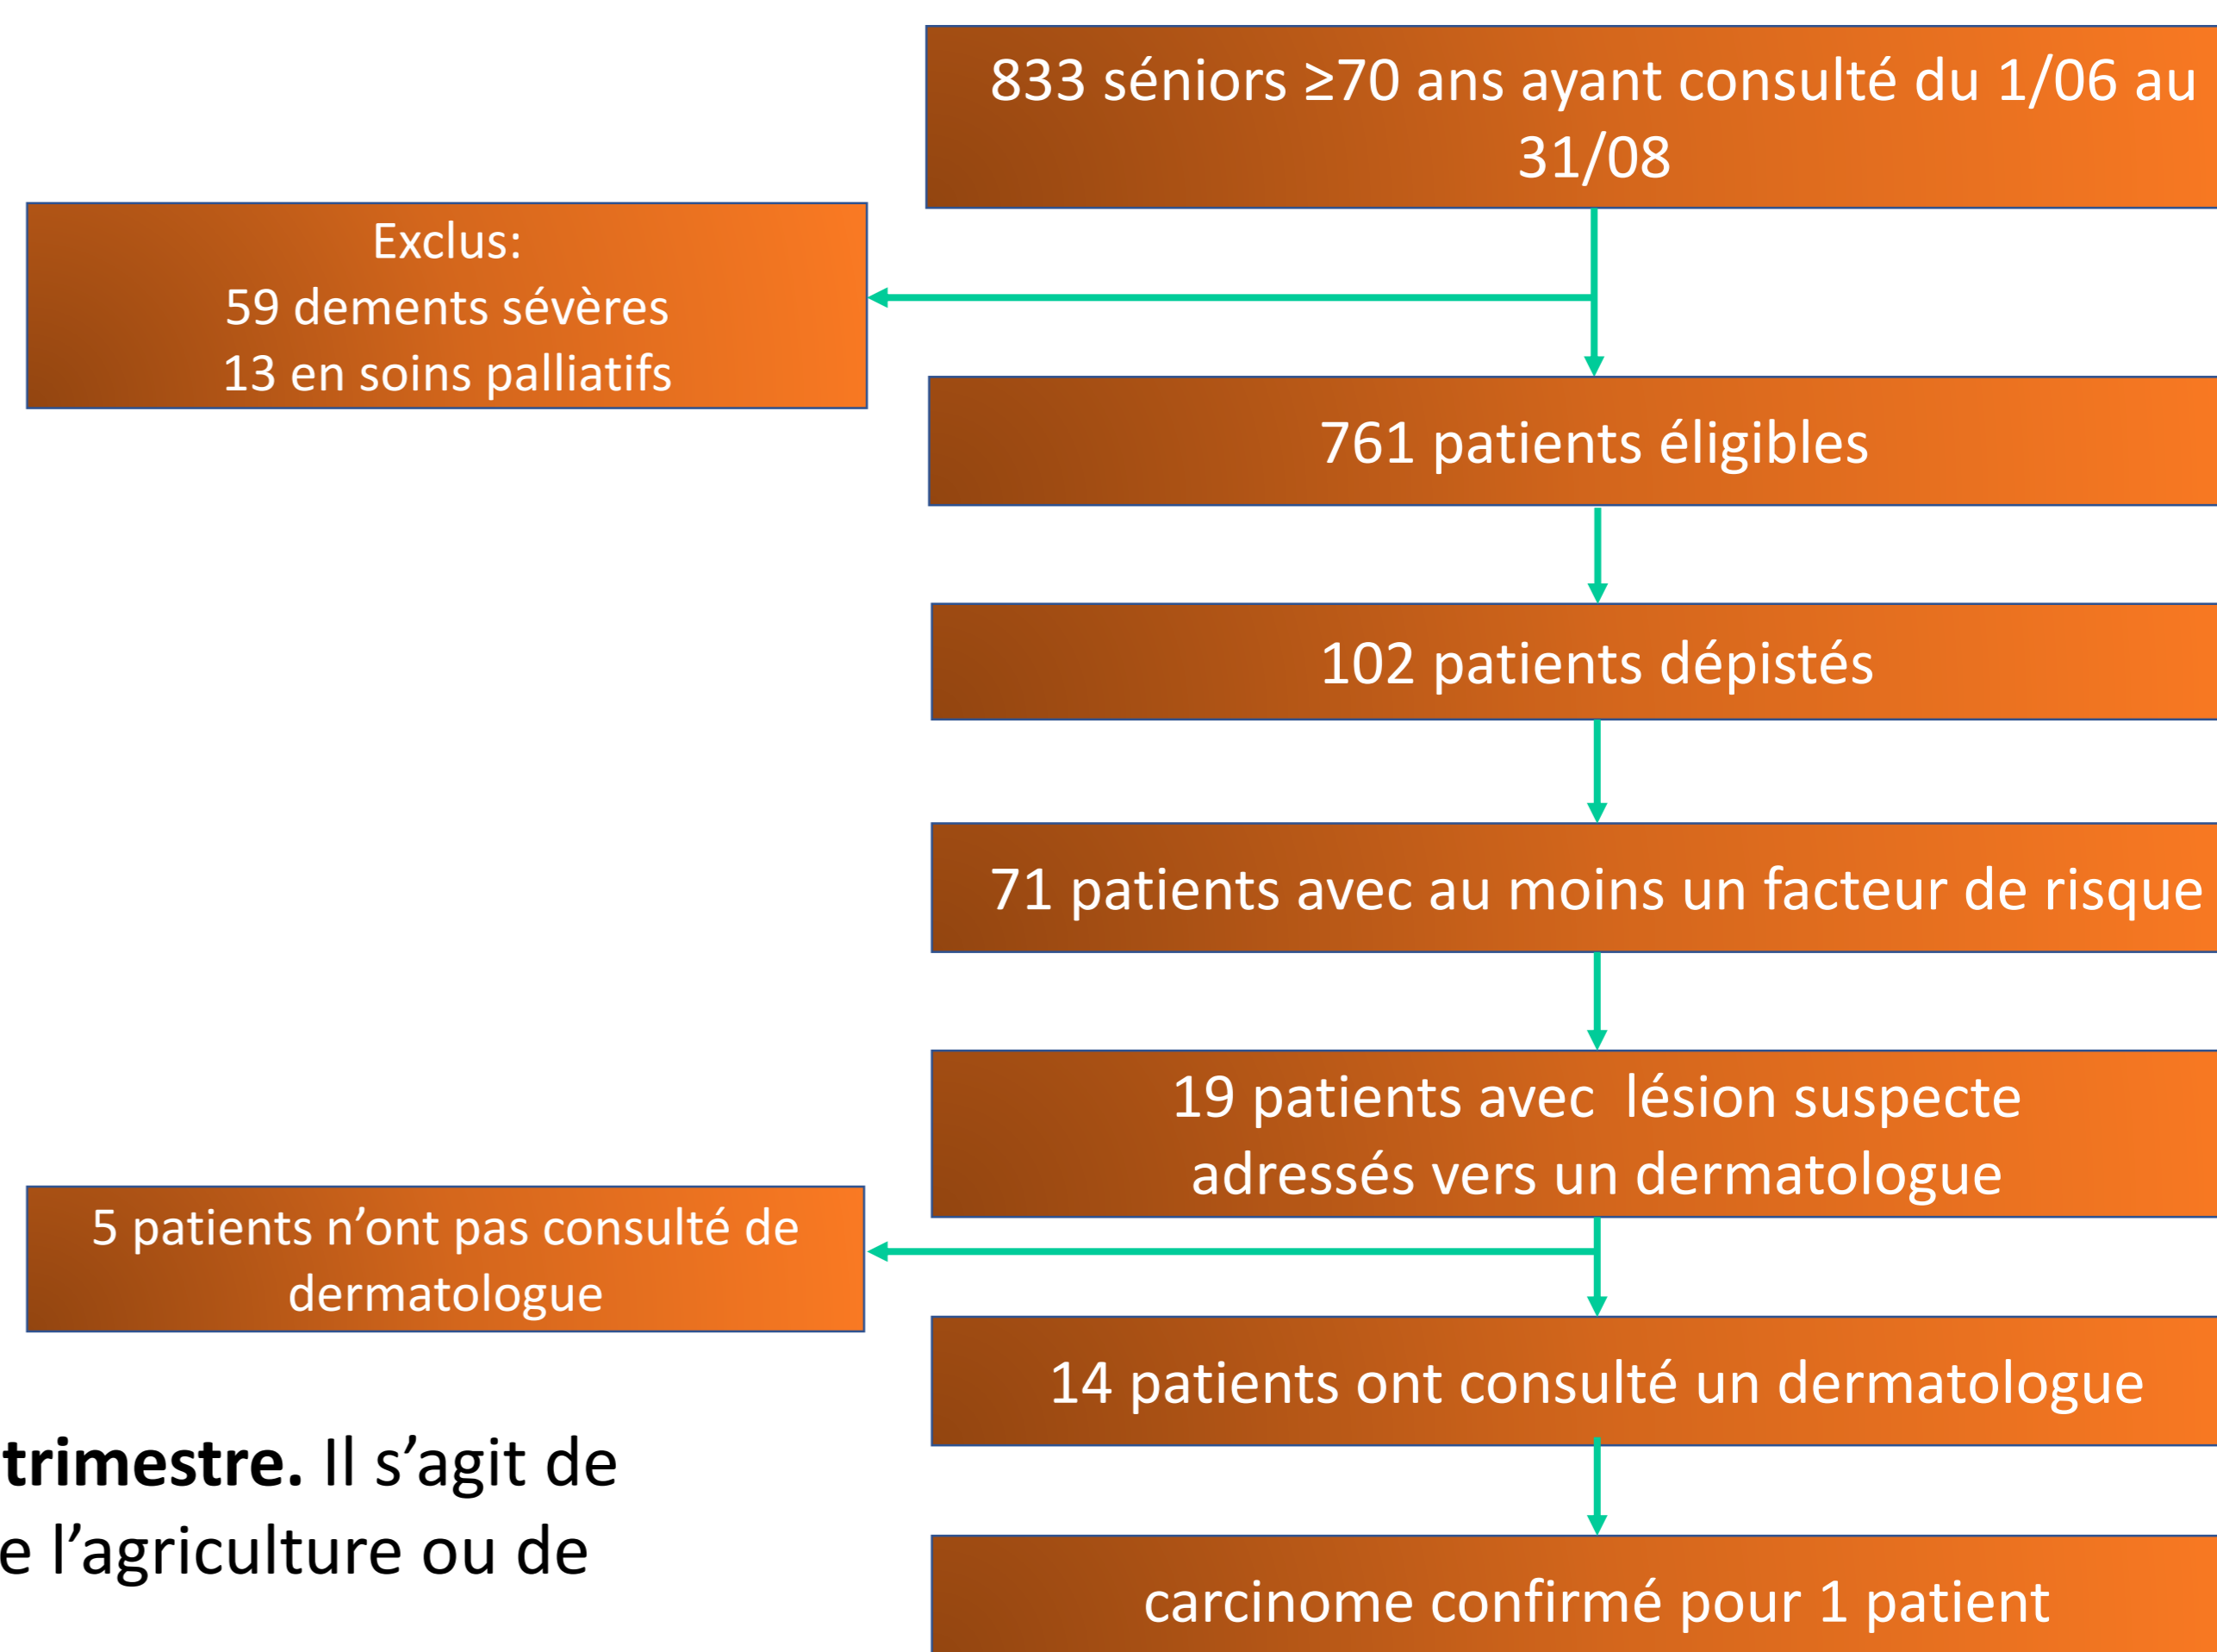 833 séniors ≥70 ans ayant consulté du 1/06 au
31/08
Exclus:
59 dements sévères
13 en soins palliatifs
761 patients éligibles
102 patients dépistés
71 patients avec au moins un facteur de risque
19 patients avec  lésion suspecte
adressés vers un dermatologue
5 patients n’ont pas consulté de
dermatologue
14 patients ont consulté un dermatologue
carcinome confirmé pour 1 patient
trimestre. Il s’agit de
e l’agriculture ou de